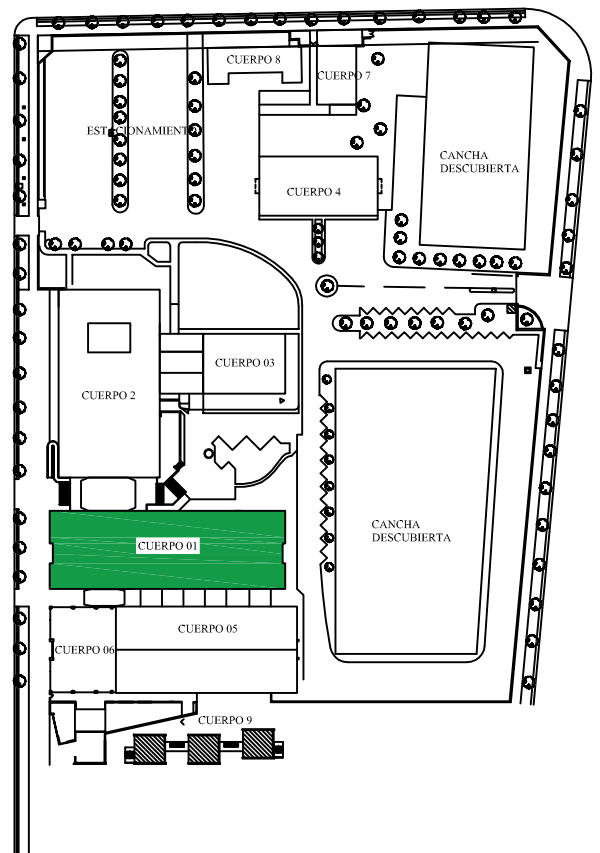 CUERPO 8
CUERPO 7
ESTACIONAMIENTO
CANCHA
DESCUBIERTA
CUERPO 4
CUERPO 03
CUERPO 2
CANCHA
DESCUBIERTA
CUERPO 01
CUERPO 05
CUERPO 06
CUERPO 9